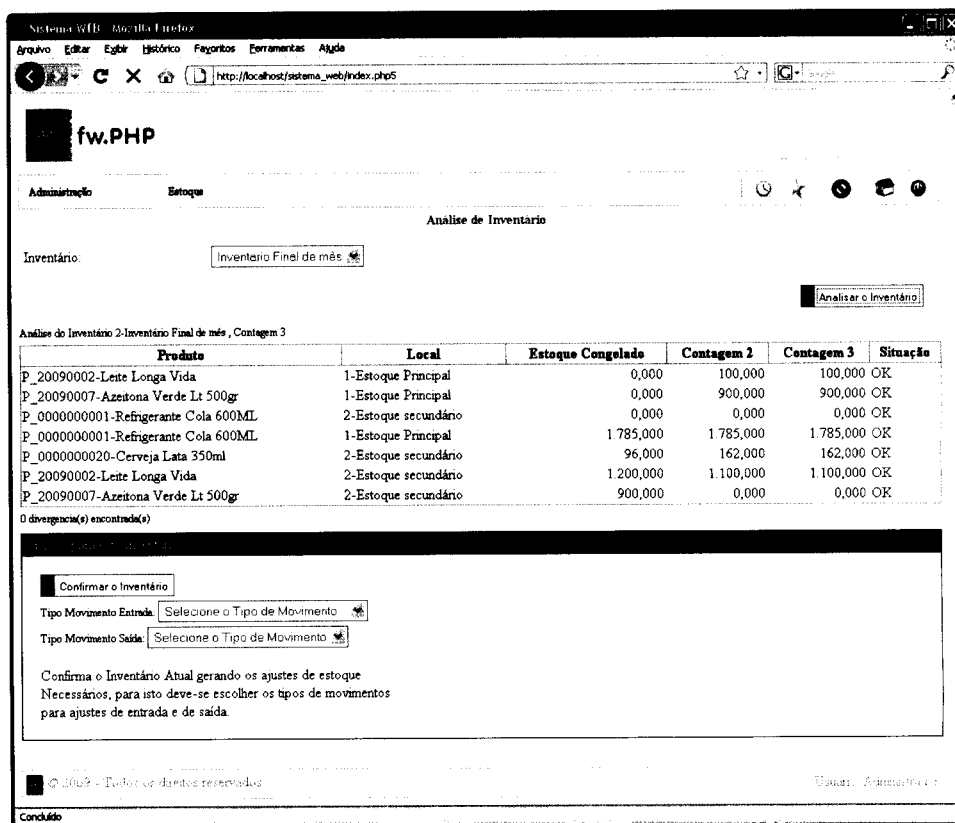 Sistema WEB - Mozilla Firefox
Arquivo Editar Exibir Histórico Favoritos Ferramentas Ajuda
http://localhost/sistema_web/index.php5
fw.PHP
Administração Estoque
Análise de Inventário
Inventário: Inventario Final de mês
Analisar o Inventário
Análise do Inventário 2-Inventário Final de mês , Contagem 3
Produto Local Estoque Congelado Contagem 2 Contagem 3 Situação
P_20090002-Leite Longa Vida 1-Estoque Principal 0,000 100,000 100,000 OK
P_20090007-Azeitona Verde Lt 500gr 1-Estoque Principal 0,000 900,000 900,000 OK
P_0000000001-Refrigerante Cola 600ML 2-Estoque secundário 0,000 0,000 0,000 OK
P_0000000001-Refrigerante Cola 600ML 1-Estoque Principal 1.785,000 1.785,000 1.785,000 OK
P_0000000020-Cerveja Lata 350ml 2-Estoque secundário 96,000 162,000 162,000 OK
P_20090002-Leite Longa Vida 2-Estoque secundário 1.200,000 1.100,000 1.100,000 OK
P_20090007-Azeitona Verde Lt 500gr 2-Estoque secundário 900,000 0,000 0,000 OK
0 divergencia(s) encontrada(s)
Confirmar o Inventário
Tipo Movimento Entrada: Selecione o Tipo de Movimento
Tipo Movimento Saída: Selecione o Tipo de Movimento
Confirma o Inventário Atual gerando os ajustes de estoque
Necessários, para isto deve-se escolher os tipos de movimentos
para ajustes de entrada e de saída.
© 2009 - Todos os direitos reservados
Concluído